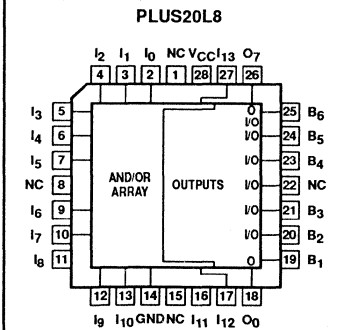 PLUS20L8
I2 I1 I0 NC VCC I13 O7
4 3 2 1 28 27 26
I3 5 O 25 B6
I/O
I4 6 I/O 24 B5
I5 7 I/O 23 B4
NC 8 AND/OR ARRAY OUTPUTS I/O 22 NC
I6 9 I/O 21 B3
I7 10 I/O 20 B2
I8 11 O 19 B1
12 13 14 15 16 17 18
I9 I10 GND NC I11 I12 O0